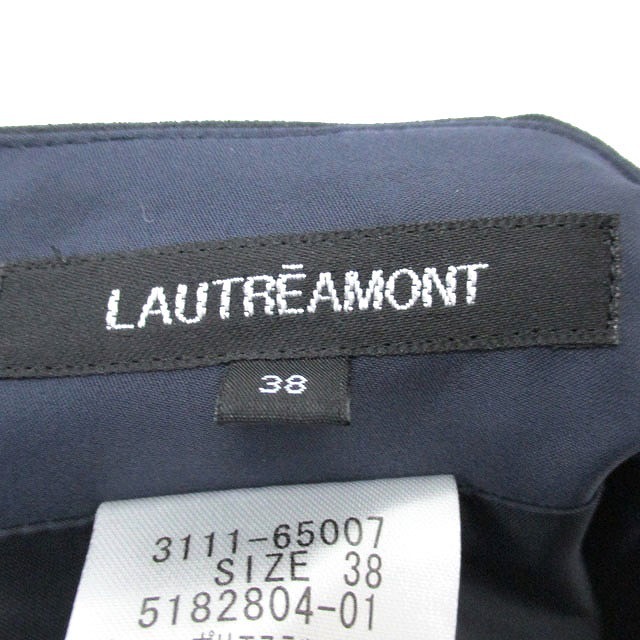 LAUTRĒAMONT
38
3111-65007
SIZE 38
5182804-01